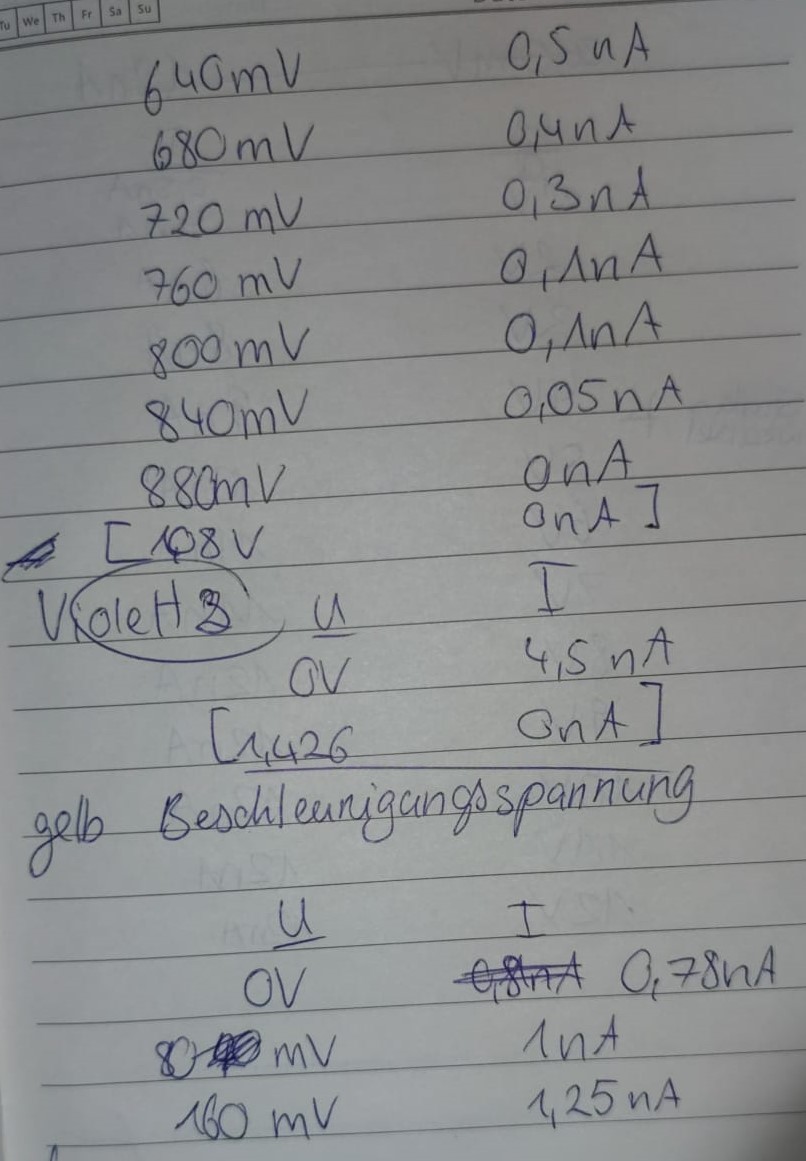 Tu We Th Fr Sa Su
640mV 0,5 nA
680mV 0,4nA
720 mV 0,3nA
760 mV 0,1nA
800mV 0,1nA
840mV 0,05nA
880mV 0nA
[1,08V 0nA]
Violett 3 U I
0V 4,5 nA
[1,426 0nA]
gelb Beschleunigungsspannung
U I
0V 0,8nA 0,78nA
80 mV 1nA
160 mV 1,25nA